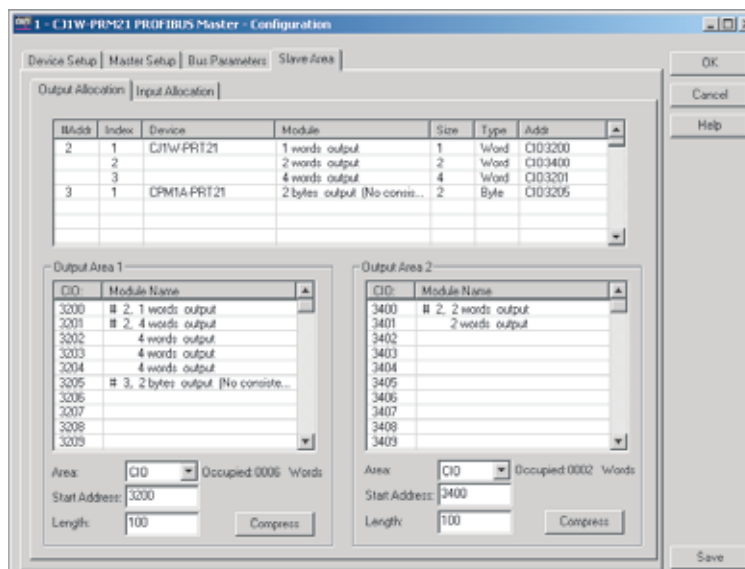 1 - CJ1W-PRM21 PROFIBUS Master - Configuration
Device Setup Master Setup Bus Parameters Slave Area
Output Allocation Input Allocation
OK
Cancel
Help
#Addr Index Device Module Size Type Addr
2 1 CJ1W-PRT21 1 words output 1 Word CIO3200
2 2 words output 2 Word CIO3400
3 4 words output 4 Word CIO3201
3 1 CPM1A-PRT21 2 bytes output (No consis... 2 Byte CIO3205
Output Area 1
CIO: Module Name
3200 # 2, 1 words output
3201 # 2, 4 words output
3202 4 words output
3203 4 words output
3204 4 words output
3205 # 3, 2 bytes output (No consiste...
3206
3207
3208
3209
Area: CIO Occupied:0006 Words
Start Address: 3200
Length: 100 Compress
Output Area 2
CIO: Module Name
3400 # 2, 2 words output
3401 2 words output
3402
3403
3404
3405
3406
3407
3408
3409
Area: CIO Occupied:0002 Words
Start Address: 3400
Length: 100 Compress
Save